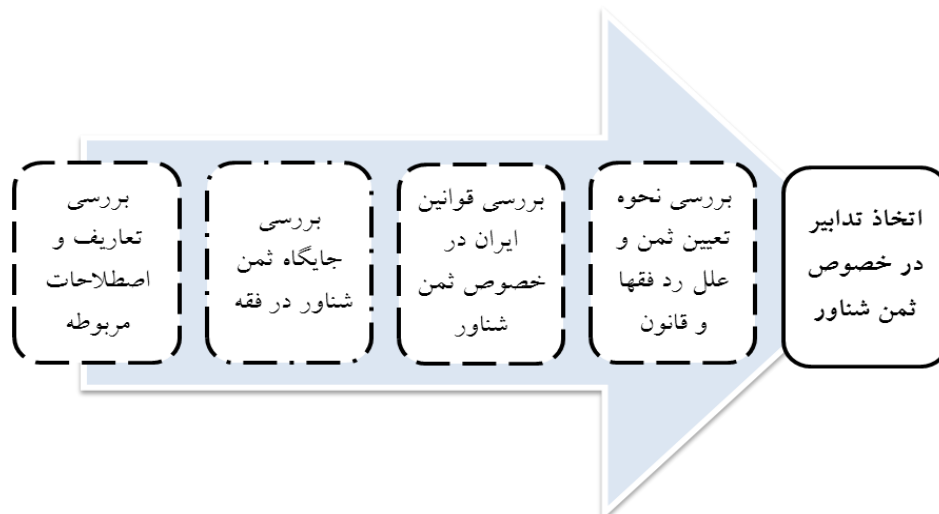 بررسی
تعاریف و
اصطلاحات
مربوطه
بررسی
جایگاه ثمن
شناور در فقه
بررسی قوانین
ایران در
خصوص ثمن
شناور
بررسی نحوه
تعیین ثمن و
علل رد فقها
و قانون
اتخاذ تدابیر
در خصوص
ثمن شناور